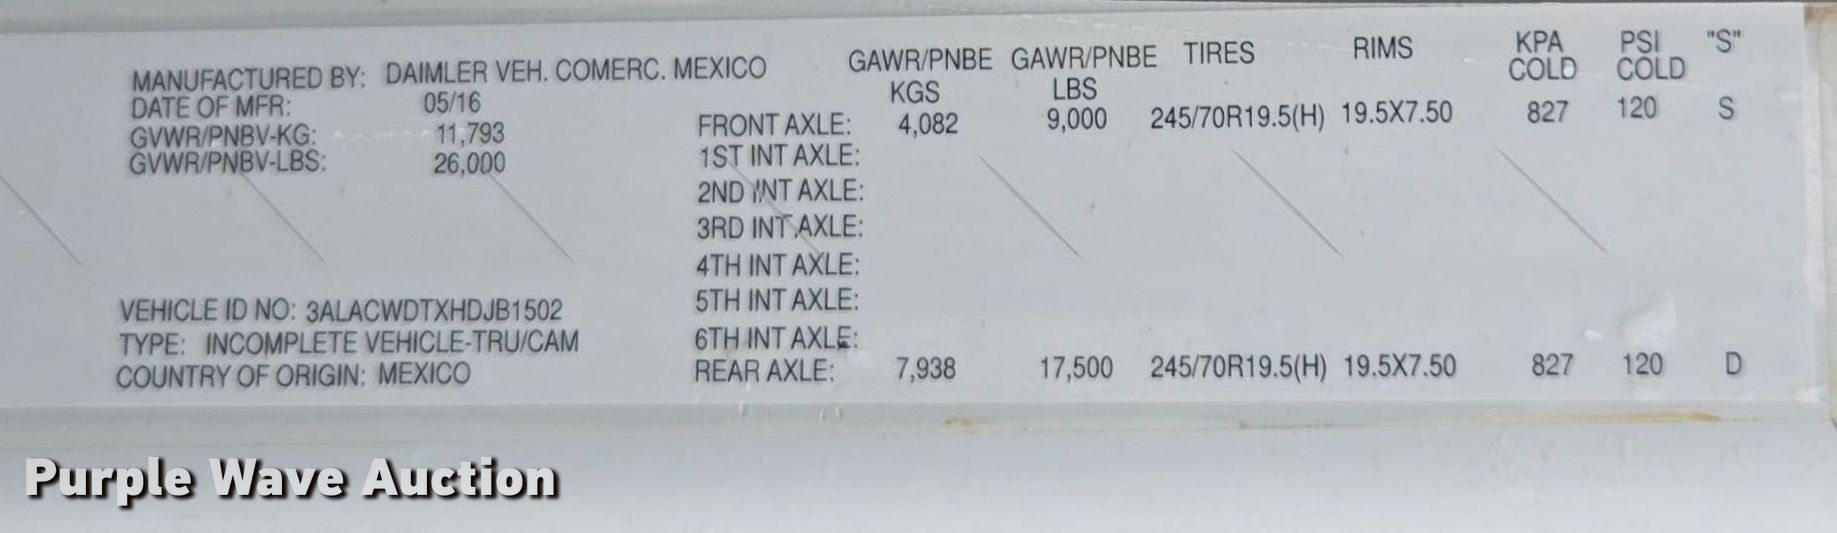 MANUFACTURED BY: DAIMLER VEH. COMERC. MEXICO
DATE OF MFR: 05/16
GVWR/PNBV-KG: 11,793
GVWR/PNBV-LBS: 26,000
VEHICLE ID NO: 3ALACWDTXHDJB1502
TYPE: INCOMPLETE VEHICLE-TRU/CAM
COUNTRY OF ORIGIN: MEXICO
GAWR/PNBE KGS GAWR/PNBE LBS TIRES RIMS KPA COLD PSI COLD "S"
FRONT AXLE: 4,082 9,000 245/70R19.5(H) 19.5X7.50 827 120 S
1ST INT AXLE:
2ND INT AXLE:
3RD INT AXLE:
4TH INT AXLE:
5TH INT AXLE:
6TH INT AXLE:
REAR AXLE: 7,938 17,500 245/70R19.5(H) 19.5X7.50 827 120 D
Purple Wave Auction